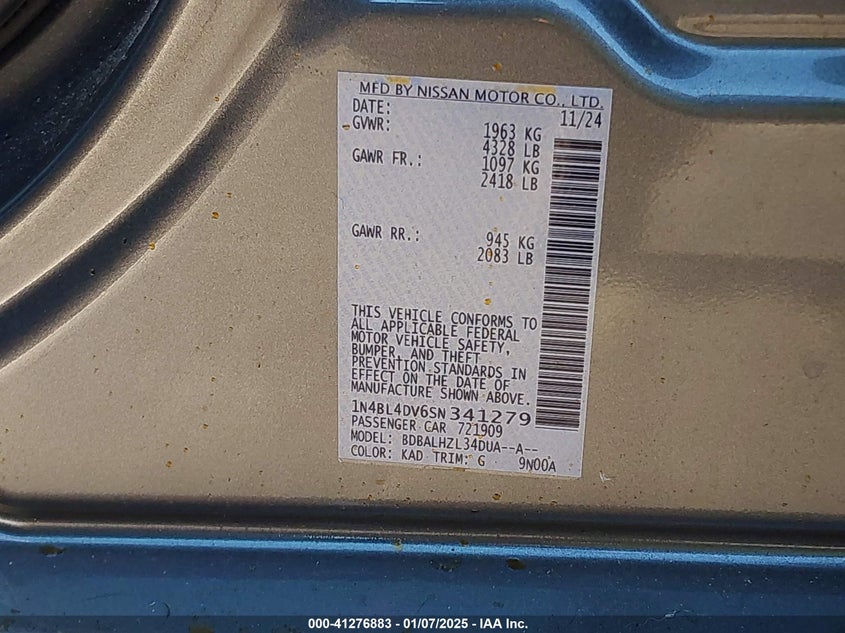 MFD BY NISSAN MOTOR CO., LTD.
DATE: 11/24
GVWR: 1963 KG
4328 LB
GAWR FR.: 1097 KG
2418 LB
GAWR RR.: 945 KG
2083 LB
THIS VEHICLE CONFORMS TO
ALL APPLICABLE FEDERAL
MOTOR VEHICLE SAFETY,
BUMPER, AND THEFT
PREVENTION STANDARDS IN
EFFECT ON THE DATE OF
MANUFACTURE SHOWN ABOVE.
1N4BL4DV6SN341279
PASSENGER CAR 721909
MODEL: BDBALHZL34DUA--A--
COLOR: KAD TRIM: G 9N00A
000-41276883 — 01/07/2025 — IAA Inc.